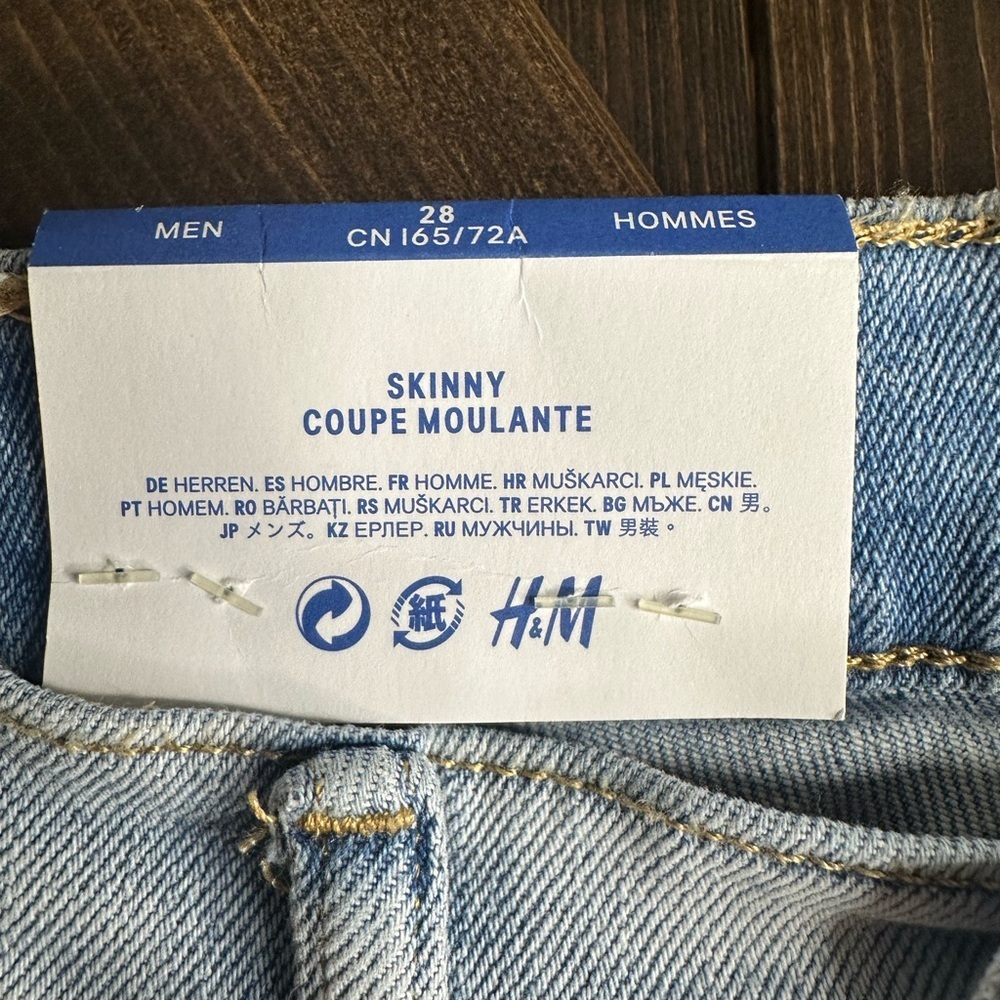 MEN
28
CN 165/72A
HOMMES
SKINNY
COUPE MOULANTE
DE HERREN. ES HOMBRE. FR HOMME. HR MUŠKARCI. PL MĘSKIE.
PT HOMEM. RO BĂRBAȚI. RS MUŠKARCI. TR ERKEK. BG МЪЖЕ. CN 男。
JP メンズ。 KZ ЕРЛЕР. RU МУЖЧИНЫ. TW 男裝。
紙
H&M